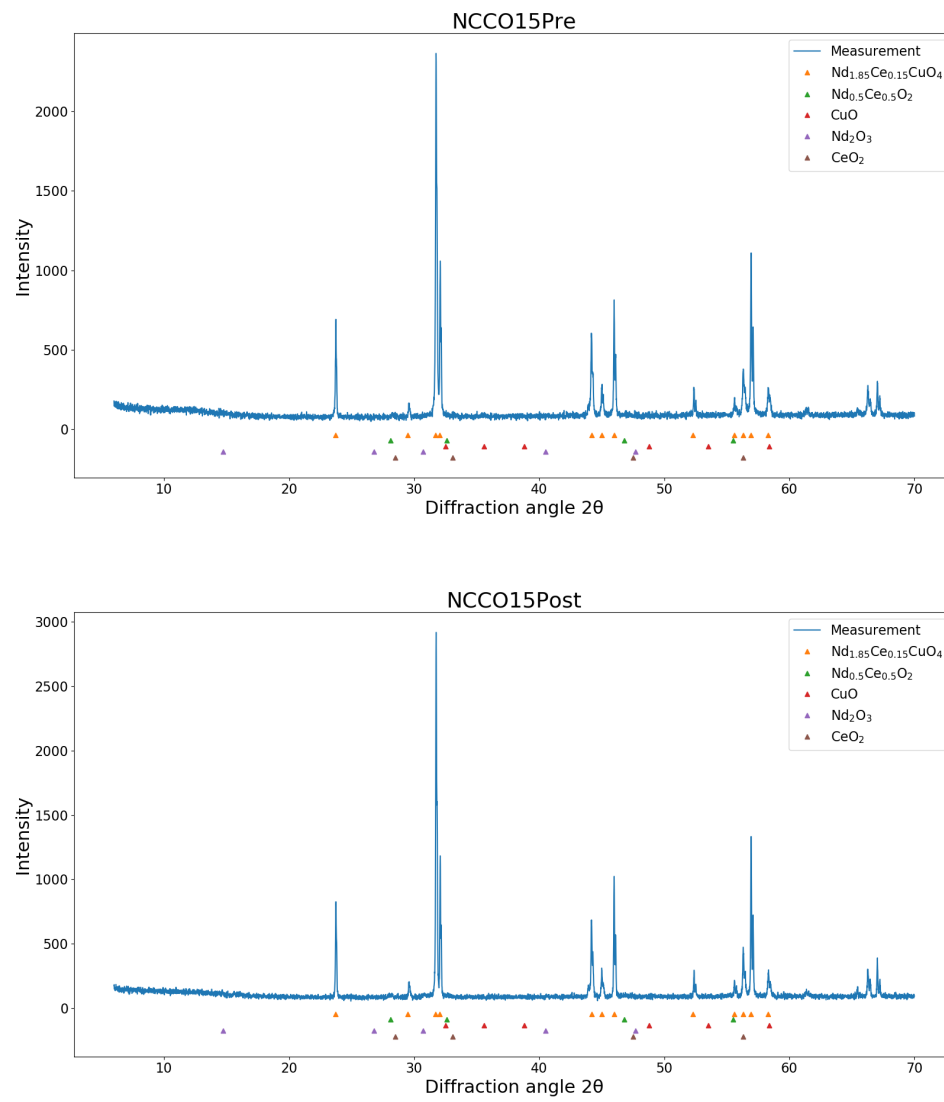 NCCO15Pre
Measurement
Nd₁.₈₅Ce₀.₁₅CuO₄
Nd₀.₅Ce₀.₅O₂
CuO
Nd₂O₃
CeO₂
Intensity
2000
1500
1000
500
0
10 20 30 40 50 60 70
Diffraction angle 2θ
NCCO15Post
Measurement
Nd₁.₈₅Ce₀.₁₅CuO₄
Nd₀.₅Ce₀.₅O₂
CuO
Nd₂O₃
CeO₂
Intensity
3000
2500
2000
1500
1000
500
0
10 20 30 40 50 60 70
Diffraction angle 2θ